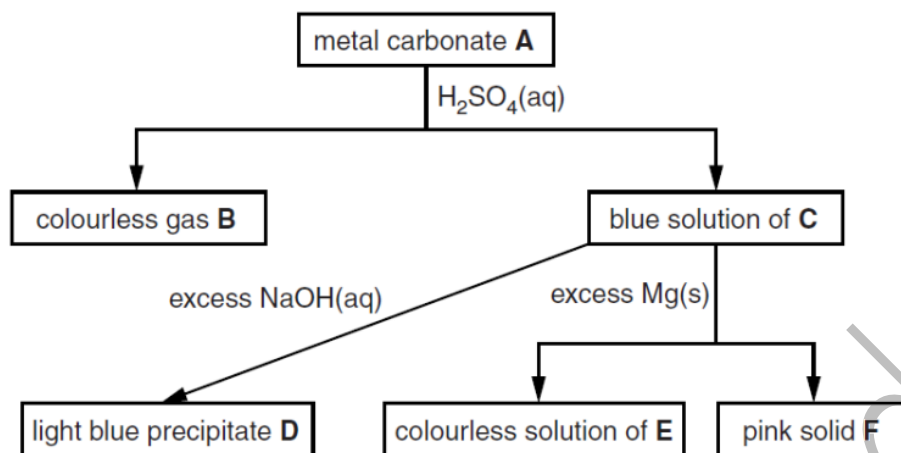 metal carbonate A
H₂SO₄(aq)
colourless gas B
blue solution of C
excess NaOH(aq)
excess Mg(s)
light blue precipitate D
colourless solution of E
pink solid F